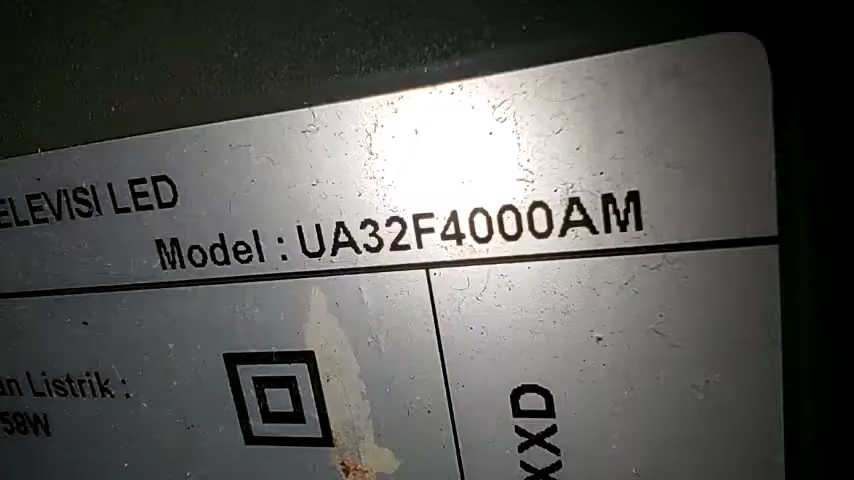 ELEVISI LED
Model : UA32F4000AM
an Listrik :
58W
XXD